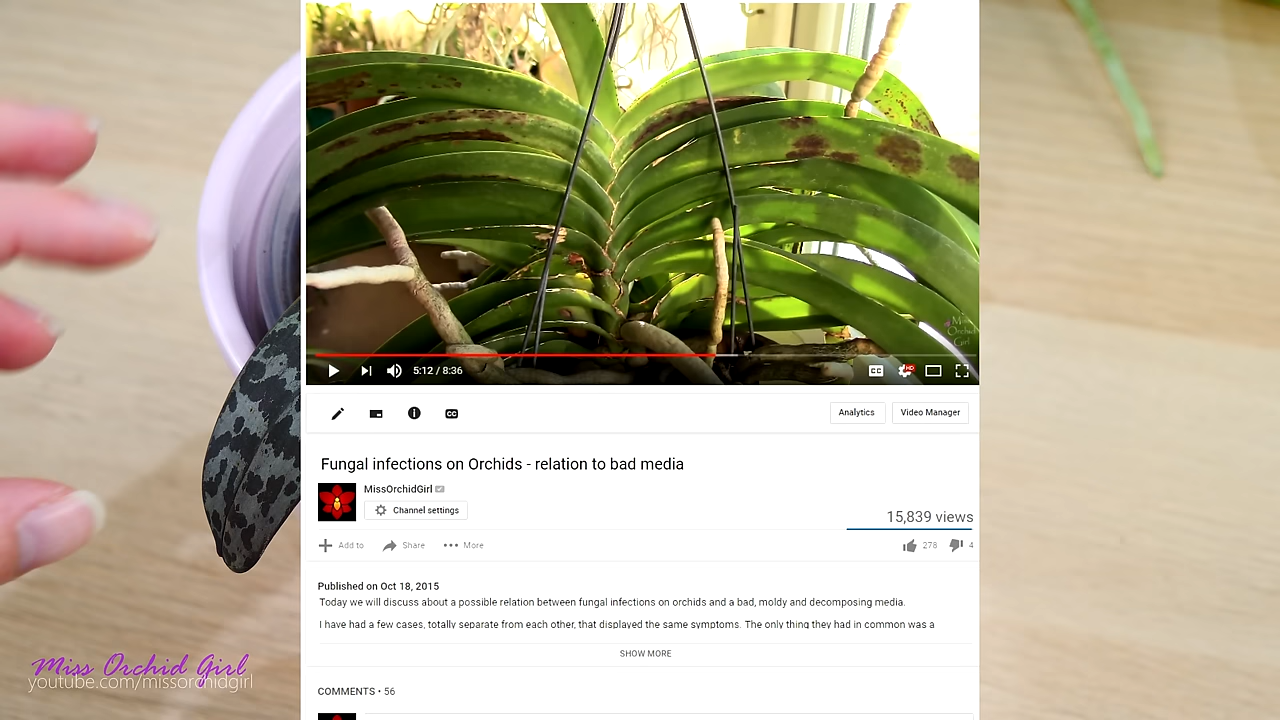 Miss
Orchid
Girl
5:12 / 8:36
CC
HD
CC
Analytics
Video Manager
Fungal infections on Orchids - relation to bad media
MissOrchidGirl
Channel settings
15,839 views
Add to
Share
More
278
4
Published on Oct 18, 2015
Today we will discuss about a possible relation between fungal infections on orchids and a bad, moldy and decomposing media.
I have had a few cases, totally separate from each other, that displayed the same symptoms. The only thing they had in common was a
SHOW MORE
COMMENTS • 56
Miss Orchid Girl
youtube.com/missorchidgirl